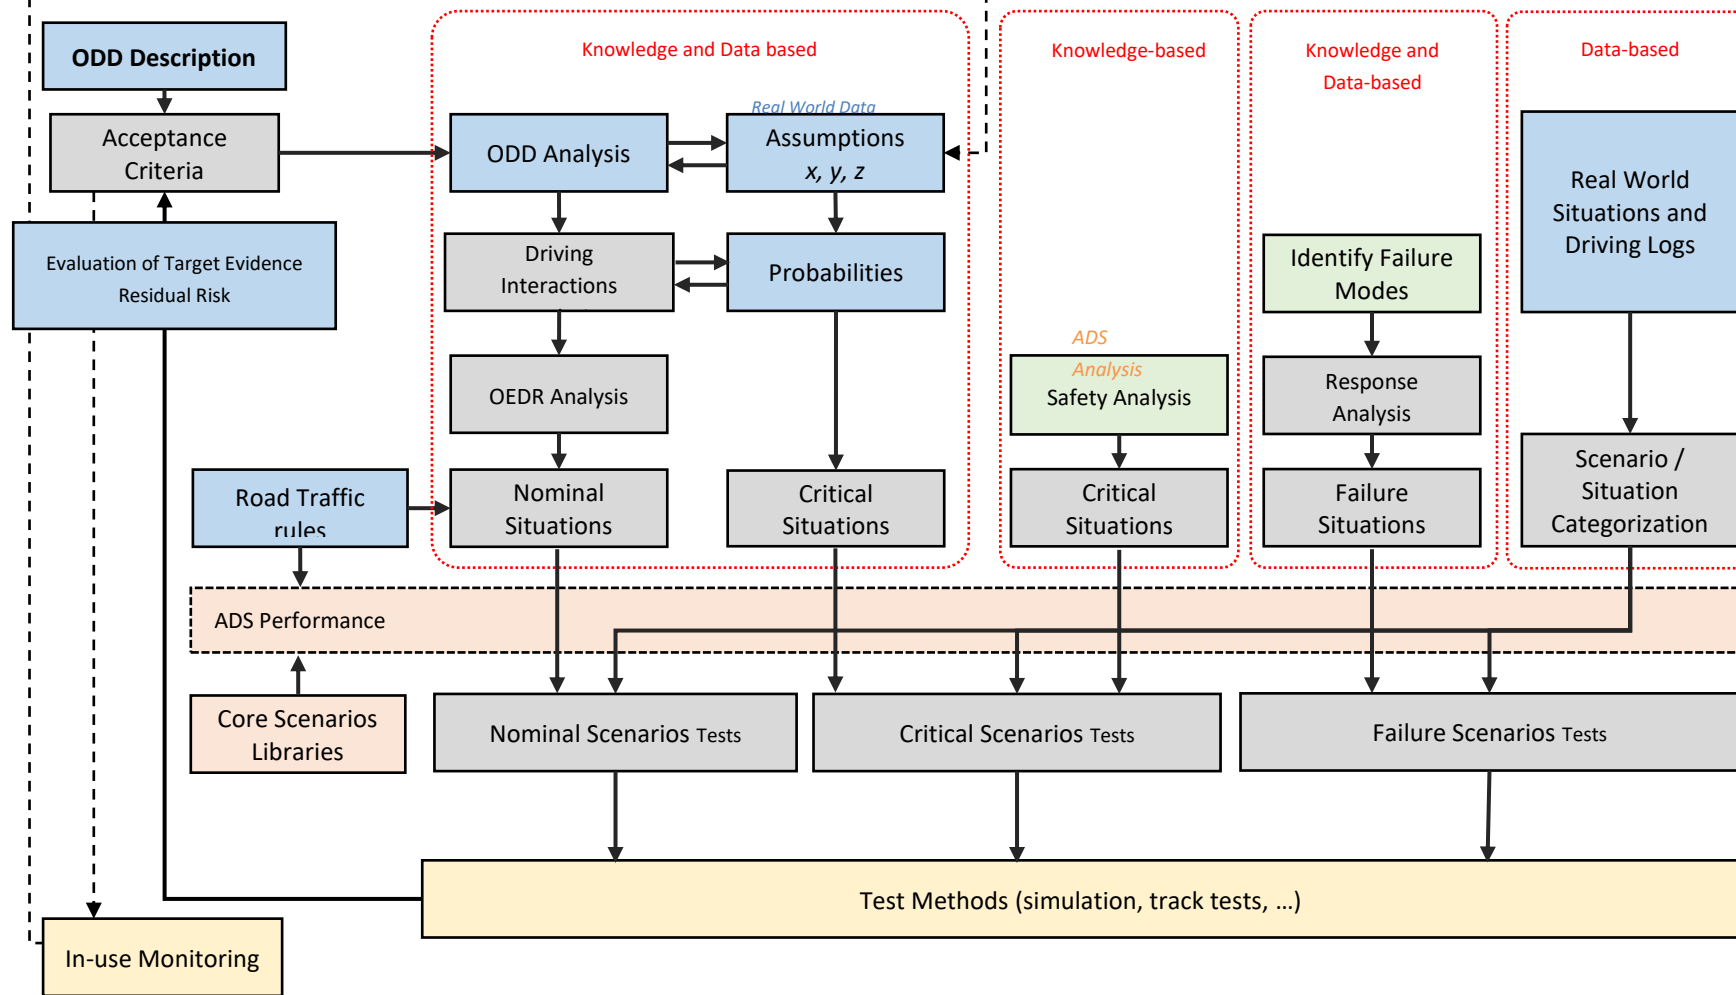 ODD Description
Knowledge and Data based
Knowledge-based
Knowledge and
Data-based
Data-based
Acceptance
Criteria
ODD Analysis
Real World Data
Assumptions
x, y, z
Real World
Situations and
Driving Logs
Evaluation of Target Evidence
Residual Risk
Driving
Interactions
Probabilities
Identify Failure
Modes
OEDR Analysis
ADS
Analysis
Safety Analysis
Response
Analysis
Road Traffic
rules
Nominal
Situations
Critical
Situations
Critical
Situations
Failure
Situations
Scenario /
Situation
Categorization
ADS Performance
Core Scenarios
Libraries
Nominal Scenarios Tests
Critical Scenarios Tests
Failure Scenarios Tests
Test Methods (simulation, track tests, ...)
In-use Monitoring